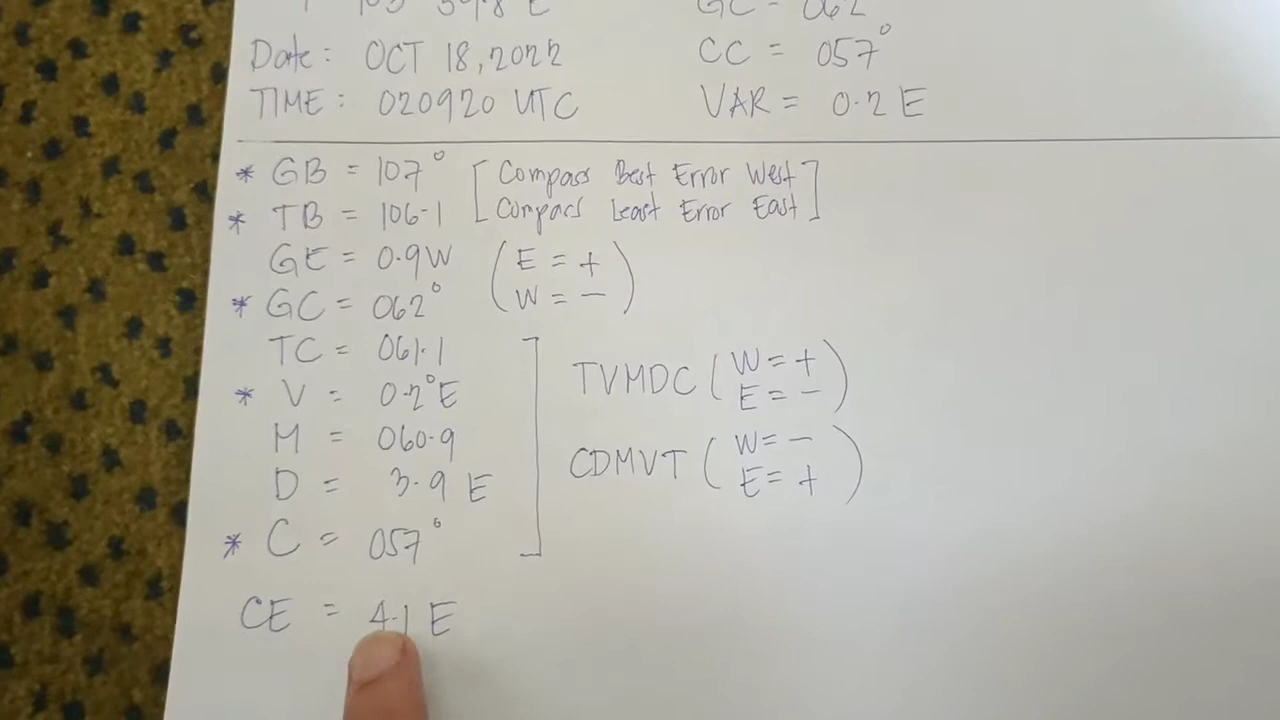 GC = 062
Date: OCT 18, 2022
CC = 057°
TIME: 020920 UTC
VAR = 0.2 E
* GB = 107° [Compass Best Error West]
* TB = 106.1 [Compass Least Error East]
GE = 0.9W (E = +
W = -)
* GC = 062°
TC = 061.1
* V = 0.2°E
M = 060.9
D = 3.9 E
* C = 057°
TVMDC (W = +
E = -)
CDMVT (W = -
E = +)
CE = 4.1 E